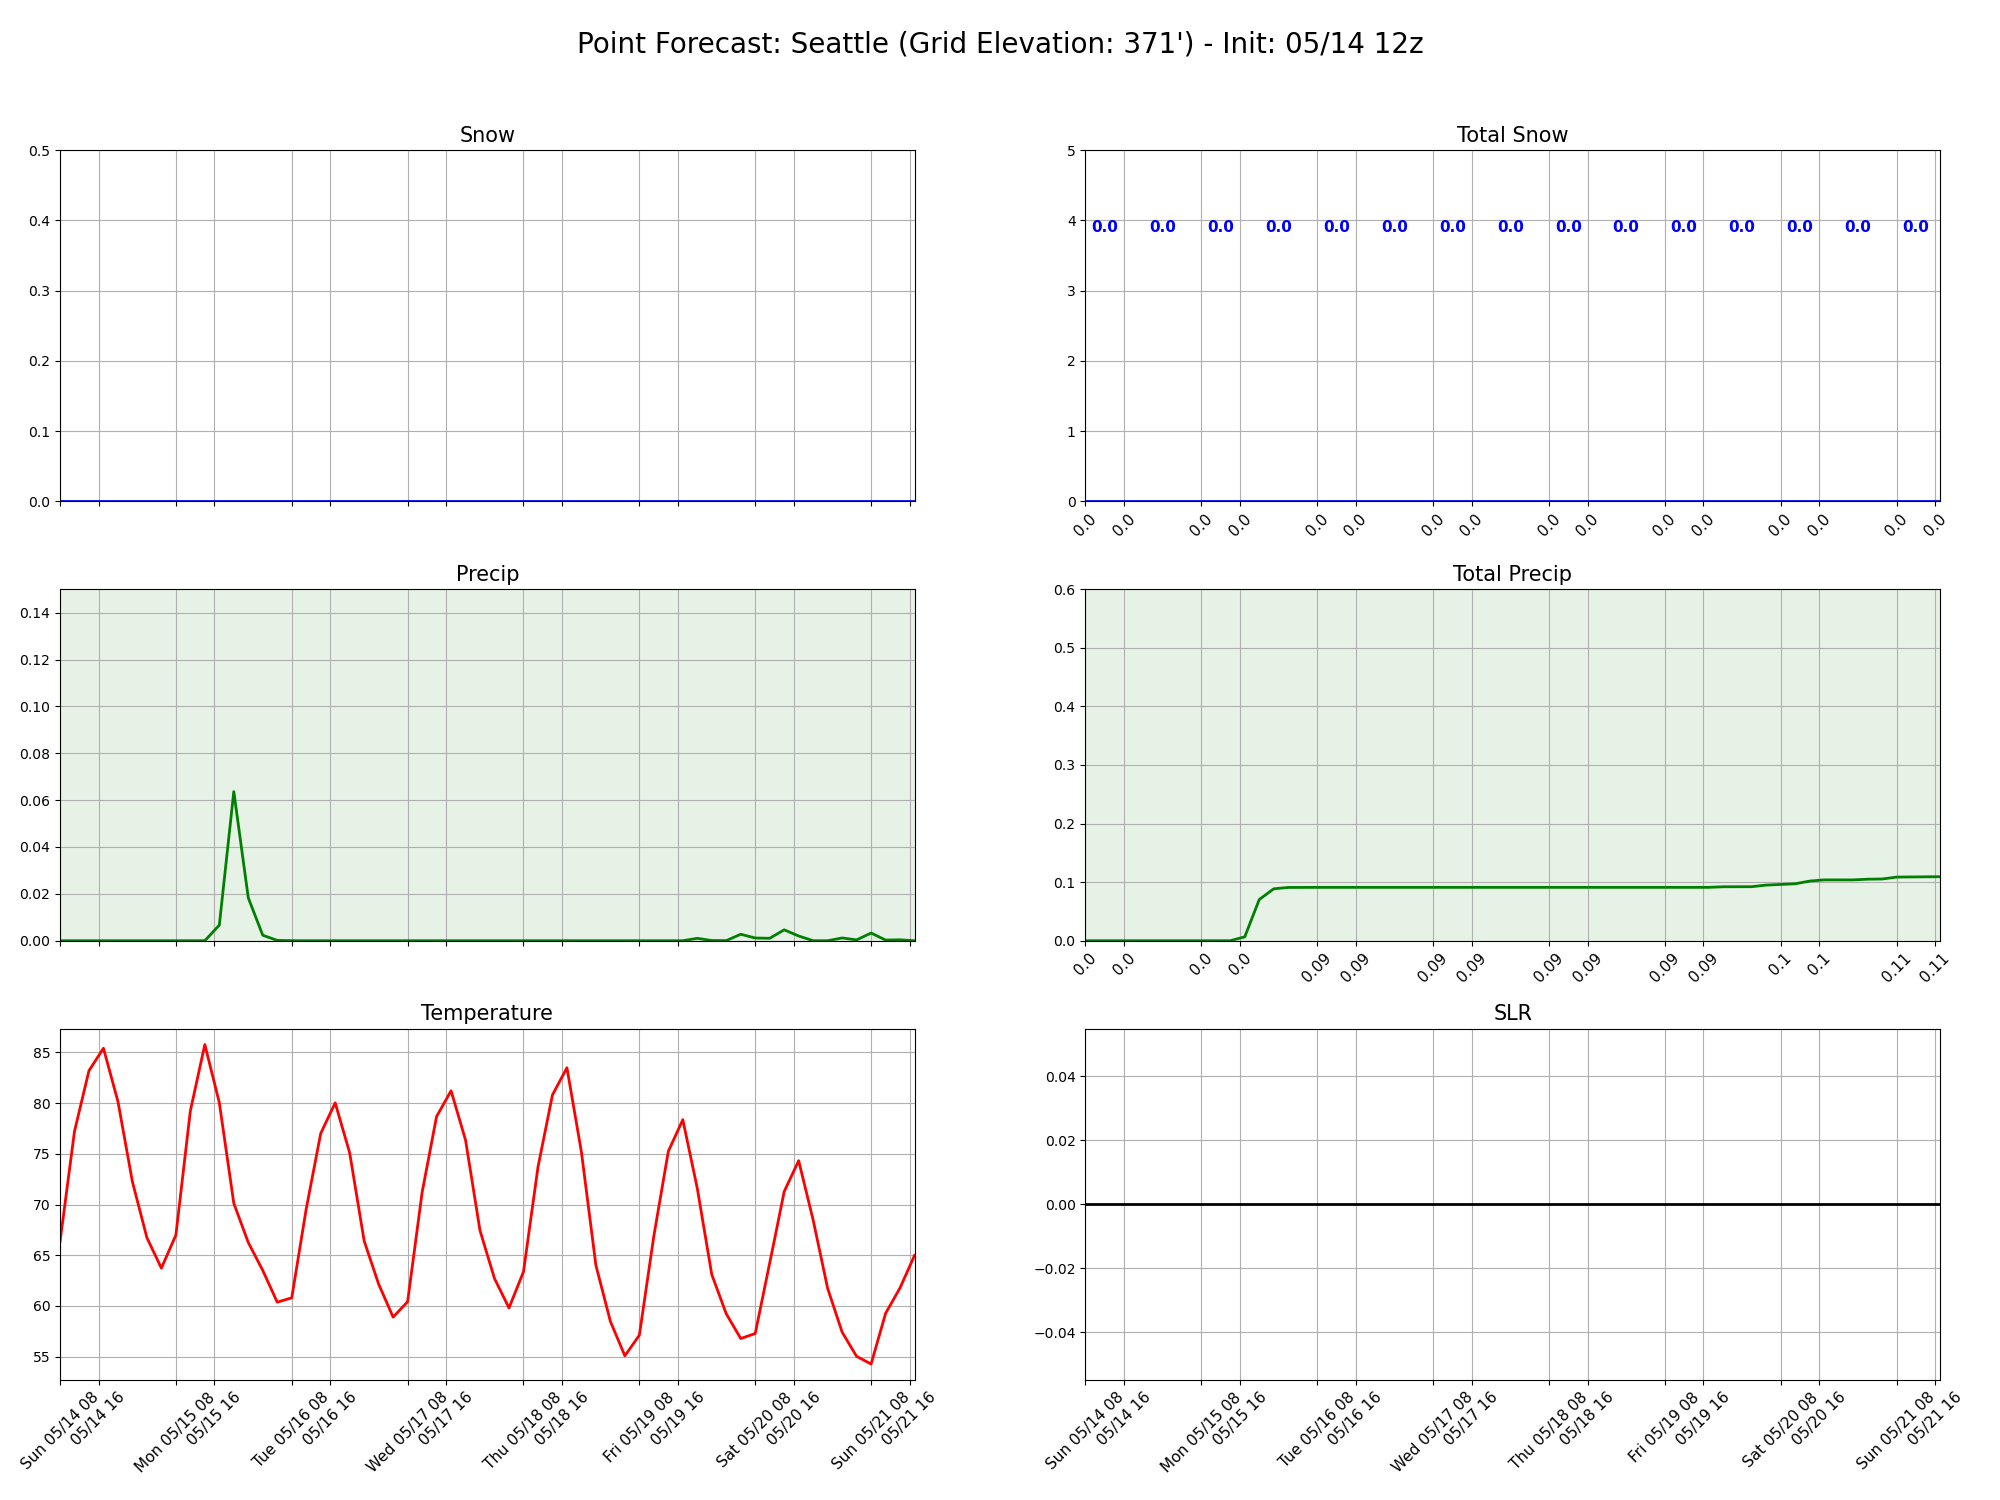 Point Forecast: Seattle (Grid Elevation: 371') - Init: 05/14 12z
Snow
0.5
0.4
0.3
0.2
0.1
0.0
Total Snow
5
4
3
2
1
0
0.0 0.0 0.0 0.0 0.0 0.0 0.0 0.0 0.0 0.0 0.0 0.0 0.0 0.0 0.0
0.0 0.0 0.0 0.0 0.0 0.0 0.0 0.0 0.0 0.0 0.0 0.0 0.0 0.0 0.0 0.0
Precip
0.14
0.12
0.10
0.08
0.06
0.04
0.02
0.00
Total Precip
0.6
0.5
0.4
0.3
0.2
0.1
0.0
0.0 0.0 0.0 0.0 0.09 0.09 0.09 0.09 0.09 0.09 0.09 0.09 0.1 0.1 0.11 0.11
Temperature
85
80
75
70
65
60
55
Sun 05/14 08
05/14 16
Mon 05/15 08
05/15 16
Tue 05/16 08
05/16 16
Wed 05/17 08
05/17 16
Thu 05/18 08
05/18 16
Fri 05/19 08
05/19 16
Sat 05/20 08
05/20 16
Sun 05/21 08
05/21 16
SLR
0.04
0.02
0.00
−0.02
−0.04
Sun 05/14 08
05/14 16
Mon 05/15 08
05/15 16
Tue 05/16 08
05/16 16
Wed 05/17 08
05/17 16
Thu 05/18 08
05/18 16
Fri 05/19 08
05/19 16
Sat 05/20 08
05/20 16
Sun 05/21 08
05/21 16